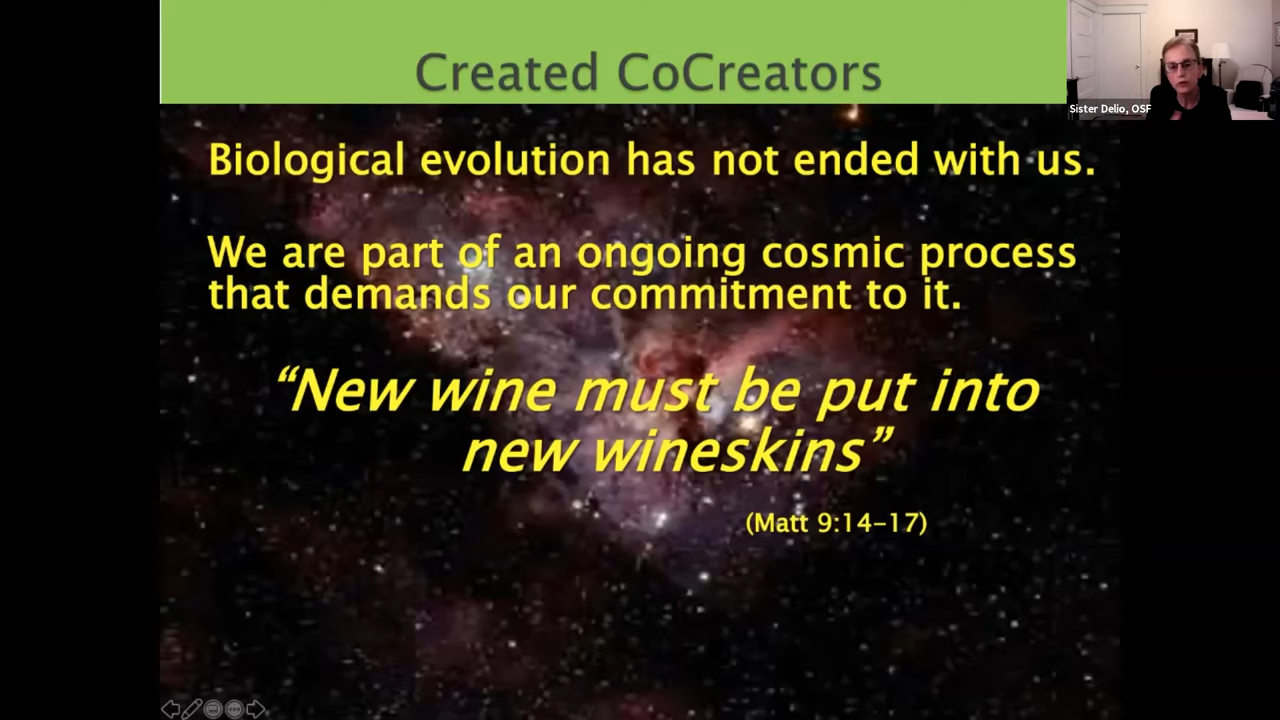 Created CoCreators
Sister Delio, OSF
Biological evolution has not ended with us.
We are part of an ongoing cosmic process
that demands our commitment to it.
“New wine must be put into
new wineskins”
(Matt 9:14-17)